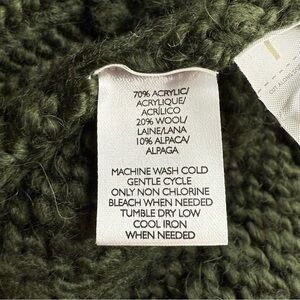 70% ACRYLIC/
ACRYLIQUE/
ACRÍLICO
20% WOOL/
LAINE/LANA
10% ALPACA/
ALPAGA
MACHINE WASH COLD
GENTLE CYCLE
ONLY NON CHLORINE
BLEACH WHEN NEEDED
TUMBLE DRY LOW
COOL IRON
WHEN NEEDED